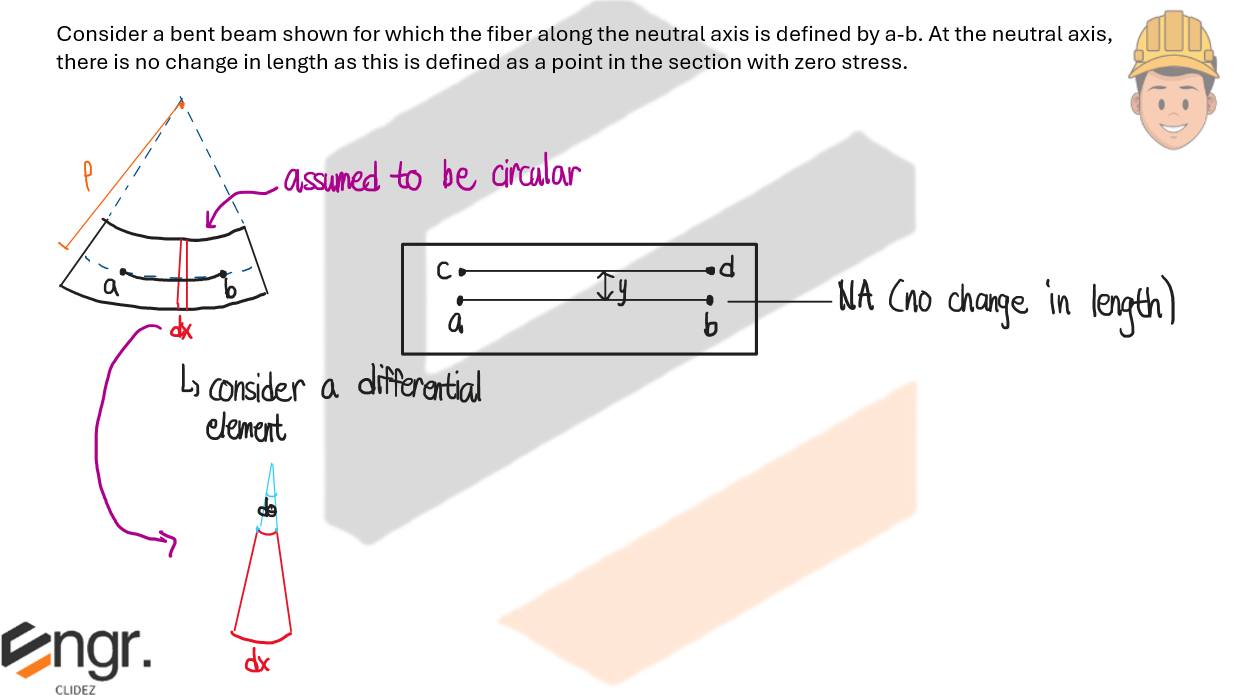 Consider a bent beam shown for which the fiber along the neutral axis is defined by a-b. At the neutral axis,
there is no change in length as this is defined as a point in the section with zero stress.
ρ
assumed to be circular
a
b
dx
c
d
y
a
b
NA (no change in length)
↳ consider a differential
element
dθ
dx
Engr.
CLIDEZ